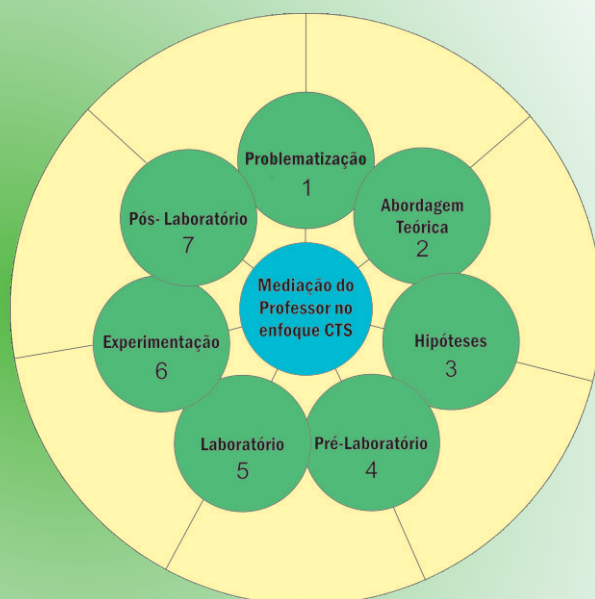 Problematização
1
Abordagem
Teórica
2
Hipóteses
3
Pré-Laboratório
4
Laboratório
5
Experimentação
6
Pós- Laboratório
7
Mediação do
Professor no
enfoque CTS